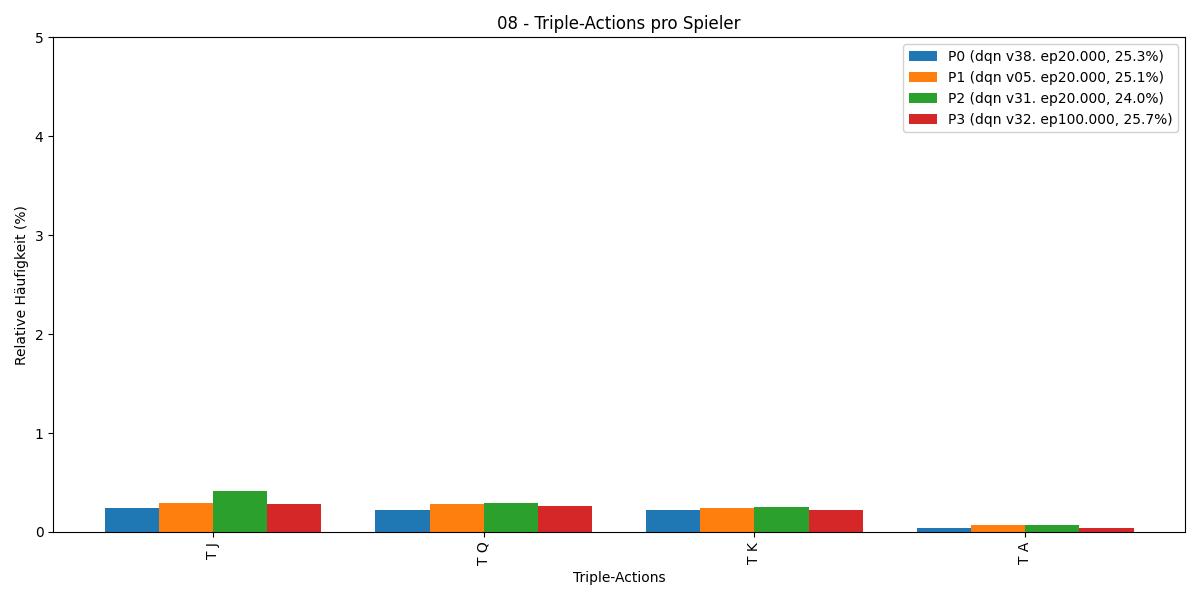 08 - Triple-Actions pro Spieler
P0 (dqn v38. ep20.000, 25.3%)
P1 (dqn v05. ep20.000, 25.1%)
P2 (dqn v31. ep20.000, 24.0%)
P3 (dqn v32. ep100.000, 25.7%)
Relative Häufigkeit (%)
5
4
3
2
1
0
T J
T Q
T K
T A
Triple-Actions